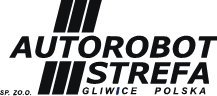 AUTOROBOT
STREFA
SP. ZO.O. GLIWICE POLSKA